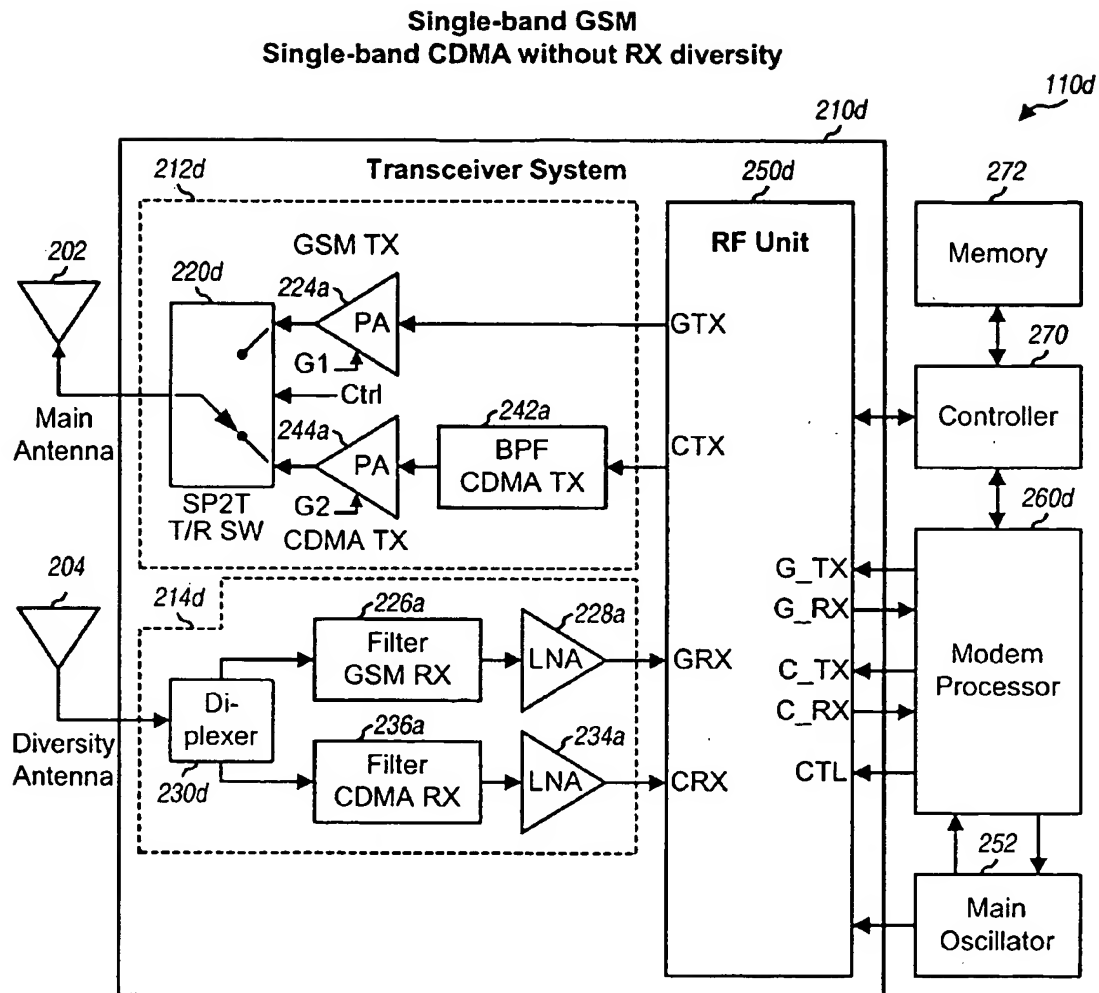 Single-band GSM
Single-band CDMA without RX diversity
110d
210d
Transceiver System
212d
250d
272
RF Unit
Memory
202
GSM TX
220d
224a
PA
GTX
G1
270
Ctrl
Controller
Main
Antenna
244a
242a
PA
BPF
CDMA TX
CTX
G2
SP2T
T/R SW
CDMA TX
260d
204
214d
G_TX
226a
228a
G_RX
Filter
GSM RX
LNA
GRX
C_TX
Modem
Processor
Di-
plexer
C_RX
236a
234a
Diversity
Antenna
230d
Filter
CDMA RX
LNA
CRX
CTL
252
Main
Oscillator